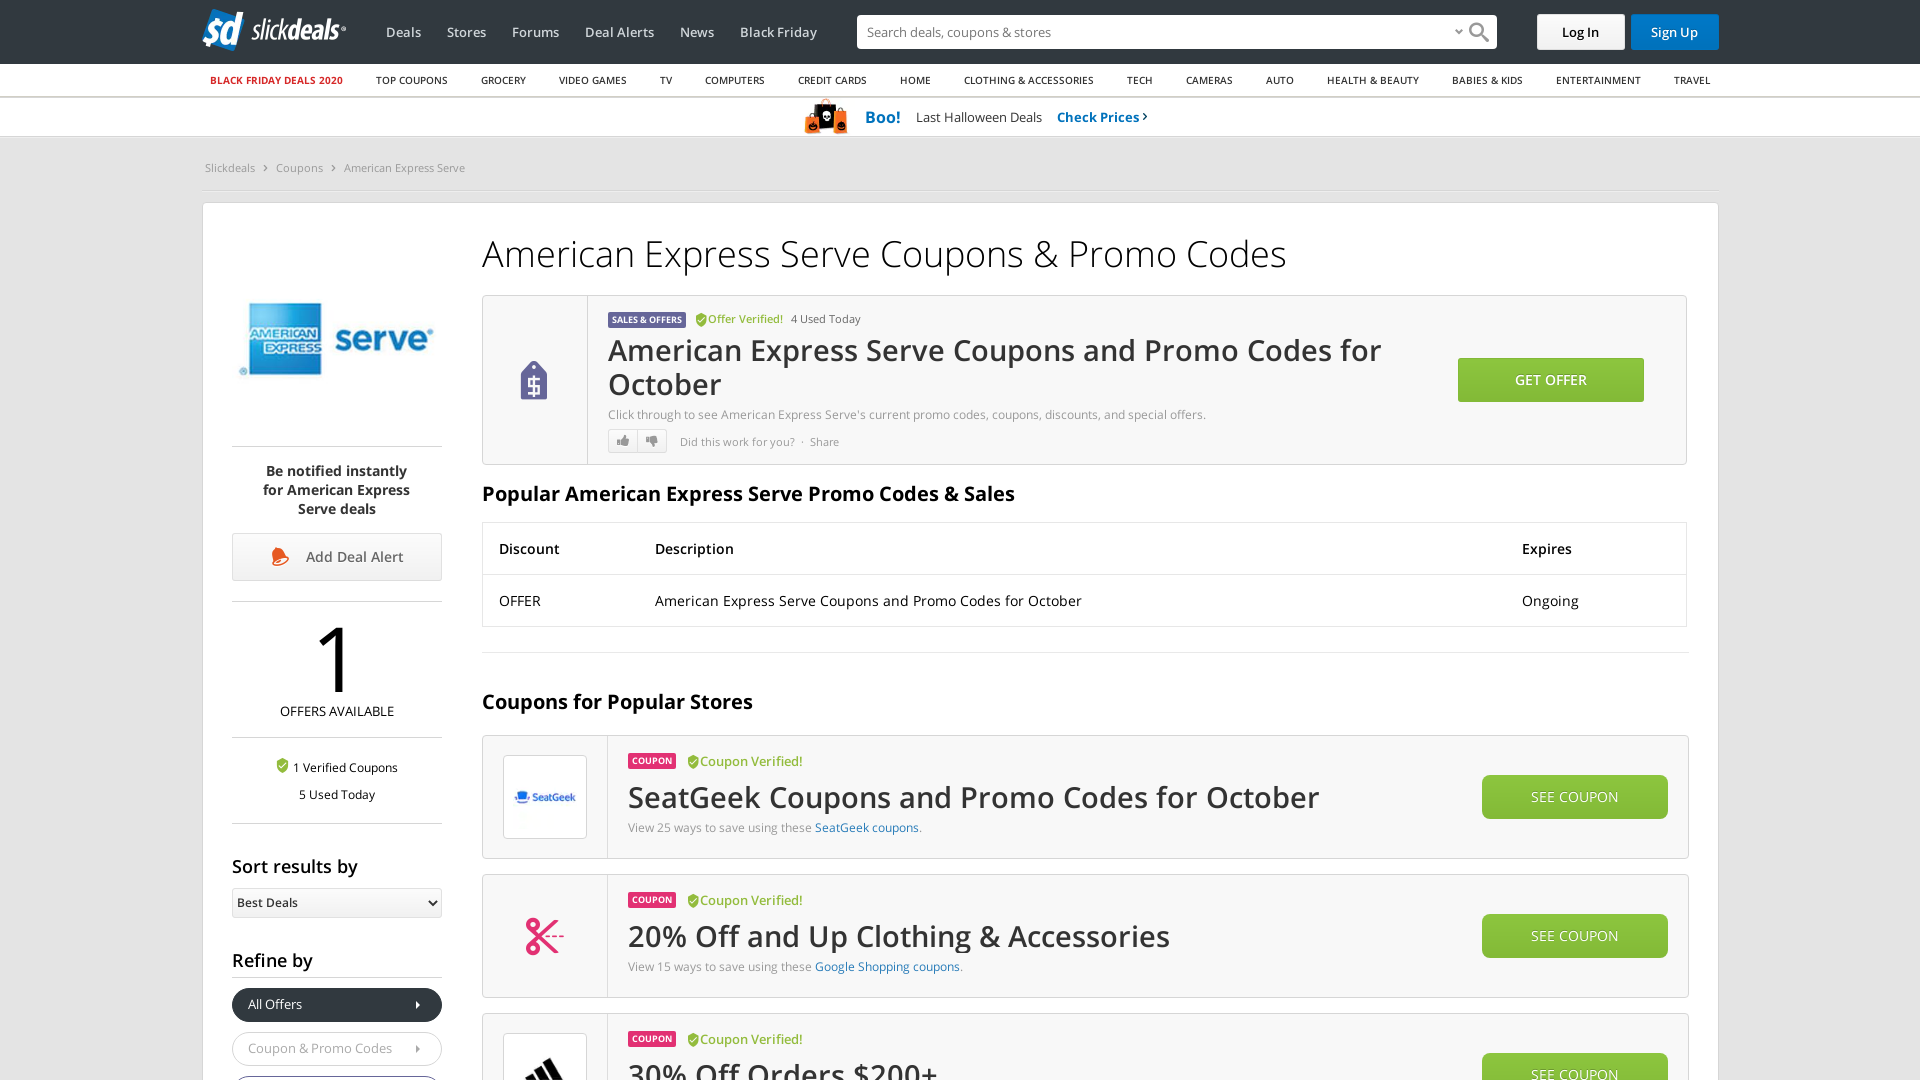 slickdeals
Deals
Stores
Forums
Deal Alerts
News
Black Friday
Search deals, coupons & stores
Log In
Sign Up
BLACK FRIDAY DEALS 2020
TOP COUPONS
GROCERY
VIDEO GAMES
TV
COMPUTERS
CREDIT CARDS
HOME
CLOTHING & ACCESSORIES
TECH
CAMERAS
AUTO
HEALTH & BEAUTY
BABIES & KIDS
ENTERTAINMENT
TRAVEL
Boo! Last Halloween Deals Check Prices
Slickdeals > Coupons > American Express Serve
AMERICAN
EXPRESS
serve®
Be notified instantly
for American Express
Serve deals
Add Deal Alert
1
OFFERS AVAILABLE
1 Verified Coupons
5 Used Today
Sort results by
Best Deals
Refine by
All Offers
Coupon & Promo Codes
American Express Serve Coupons & Promo Codes
SALES & OFFERS Offer Verified! 4 Used Today
American Express Serve Coupons and Promo Codes for
October
Click through to see American Express Serve's current promo codes, coupons, discounts, and special offers.
Did this work for you? · Share
GET OFFER
Popular American Express Serve Promo Codes & Sales
Discount Description Expires
OFFER American Express Serve Coupons and Promo Codes for October Ongoing
Coupons for Popular Stores
SeatGeek
COUPON Coupon Verified!
SeatGeek Coupons and Promo Codes for October
View 25 ways to save using these SeatGeek coupons.
SEE COUPON
COUPON Coupon Verified!
20% Off and Up Clothing & Accessories
View 15 ways to save using these Google Shopping coupons.
SEE COUPON
COUPON Coupon Verified!
30% Off Orders $200+
SEE COUPON